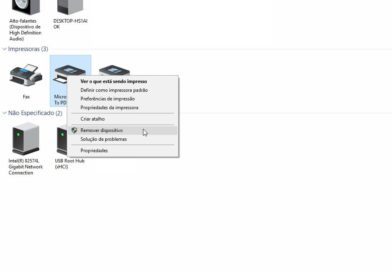 Alto-falantes
(Dispositivo de
High Definition
Audio)
DESKTOP-HS1AI
OK
Impressoras (3)
Fax
Micro
To PD
Ver o que está sendo impresso
Definir como impressora padrão
Preferências de impressão
Propriedades de impressora
Criar atalho
Remover dispositivo
Solução de problemas
Propriedades
Não Especificado (2)
Intel(R) 82574L
Gigabit Network
Connection
USB Root Hub
(xHCI)